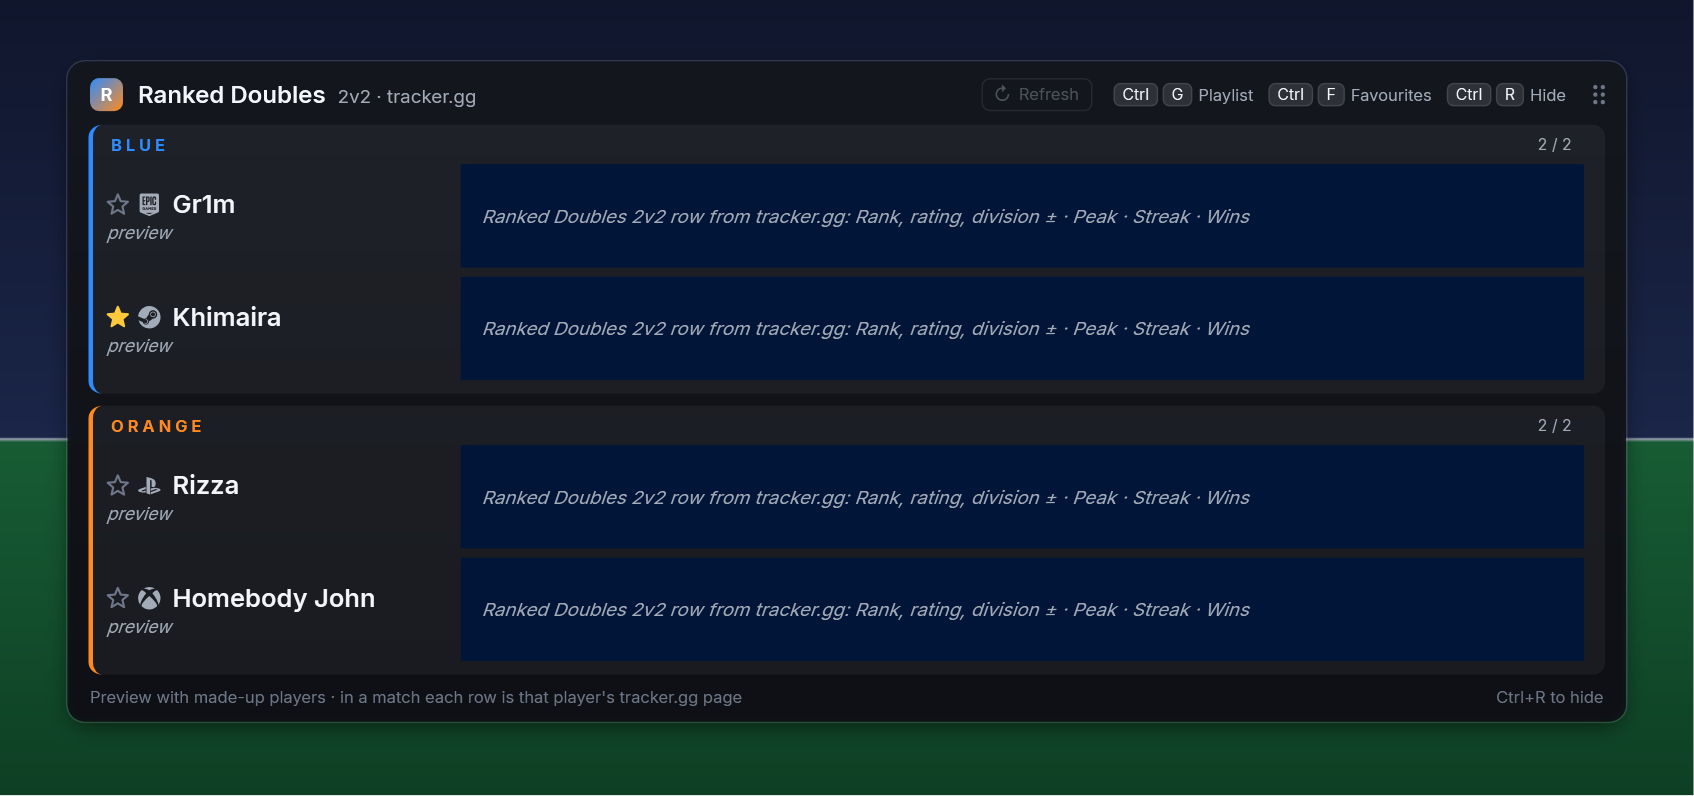 R Ranked Doubles 2v2 · tracker.gg Refresh Ctrl G Playlist Ctrl F Favourites Ctrl R Hide
BLUE 2 / 2
EPIC GAMES Gr1m
preview
Ranked Doubles 2v2 row from tracker.gg: Rank, rating, division ± · Peak · Streak · Wins
Khimaira
preview
Ranked Doubles 2v2 row from tracker.gg: Rank, rating, division ± · Peak · Streak · Wins
ORANGE 2 / 2
Rizza
preview
Ranked Doubles 2v2 row from tracker.gg: Rank, rating, division ± · Peak · Streak · Wins
Homebody John
preview
Ranked Doubles 2v2 row from tracker.gg: Rank, rating, division ± · Peak · Streak · Wins
Preview with made-up players · in a match each row is that player's tracker.gg page Ctrl+R to hide